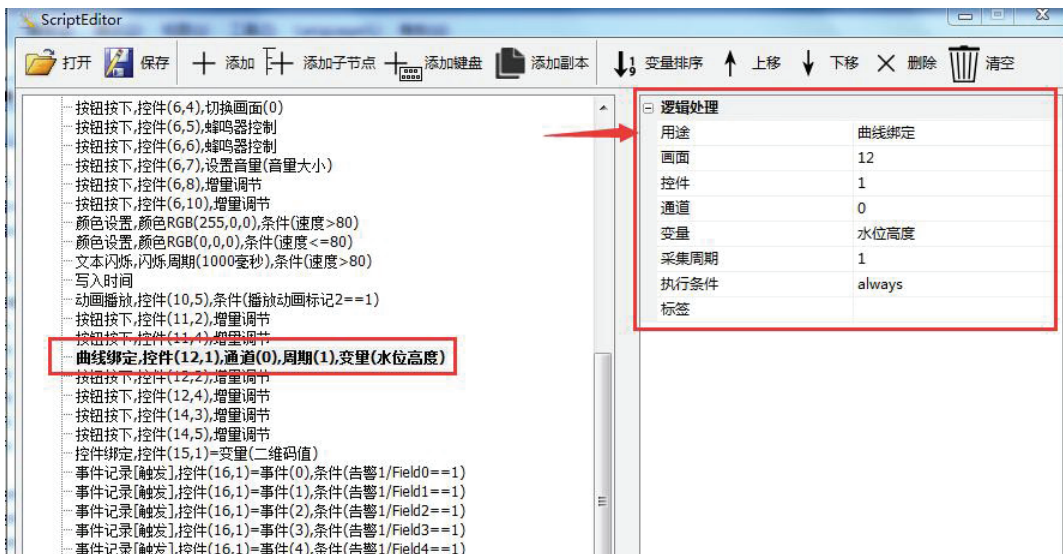 ScriptEditor
打开 保存 添加 添加子节点 添加键盘 添加副本 变量排序 上移 下移 删除 清空
按钮按下,控件(6,4),切换画面(0)
按钮按下,控件(6,5),蜂鸣器控制
按钮按下,控件(6,6),蜂鸣器控制
按钮按下,控件(6,7),设置音量(音量大小)
按钮按下,控件(6,8),增量调节
按钮按下,控件(6,10),增量调节
颜色设置,颜色RGB(255,0,0),条件(速度>80)
颜色设置,颜色RGB(0,0,0),条件(速度<=80)
文本闪烁,闪烁周期(1000毫秒),条件(速度>80)
写入时间
动画播放,控件(10,5),条件(播放动画标记2==1)
按钮按下,控件(11,2),增量调节
按钮按下,控件(11,4),增量调节
曲线绑定,控件(12,1),通道(0),周期(1),变量(水位高度)
按钮按下,控件(12,2),增量调节
按钮按下,控件(12,4),增量调节
按钮按下,控件(14,3),增量调节
按钮按下,控件(14,5),增量调节
控件绑定,控件(15,1)=变量(二维码值)
事件记录[触发],控件(16,1)=事件(0),条件(告警1/Field0==1)
事件记录[触发],控件(16,1)=事件(1),条件(告警1/Field1==1)
事件记录[触发],控件(16,1)=事件(2),条件(告警1/Field2==1)
事件记录[触发],控件(16,1)=事件(3),条件(告警1/Field3==1)
事件记录[触发],控件(16,1)=事件(4),条件(告警1/Field4==1)
逻辑处理
用途 曲线绑定
画面 12
控件 1
通道 0
变量 水位高度
采集周期 1
执行条件 always
标签